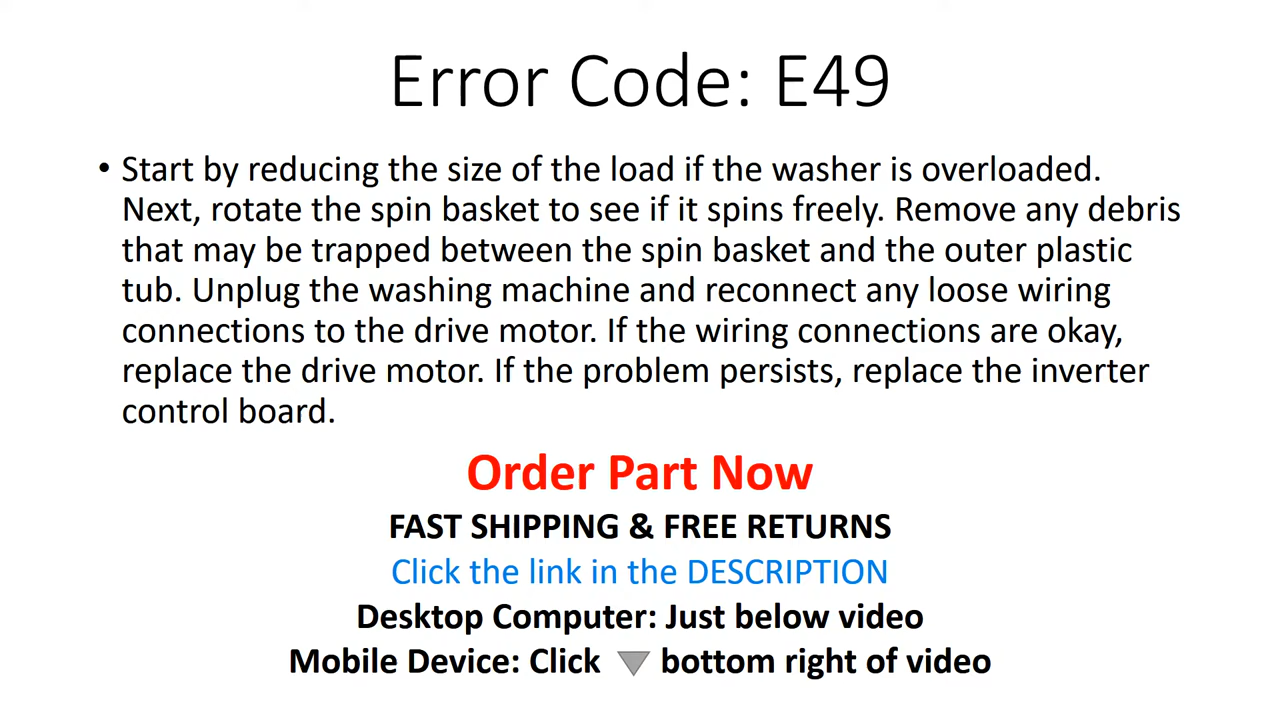 Error Code: E49
• Start by reducing the size of the load if the washer is overloaded.
Next, rotate the spin basket to see if it spins freely. Remove any debris
that may be trapped between the spin basket and the outer plastic
tub. Unplug the washing machine and reconnect any loose wiring
connections to the drive motor. If the wiring connections are okay,
replace the drive motor. If the problem persists, replace the inverter
control board.
Order Part Now
FAST SHIPPING & FREE RETURNS
Click the link in the DESCRIPTION
Desktop Computer: Just below video
Mobile Device: Click bottom right of video